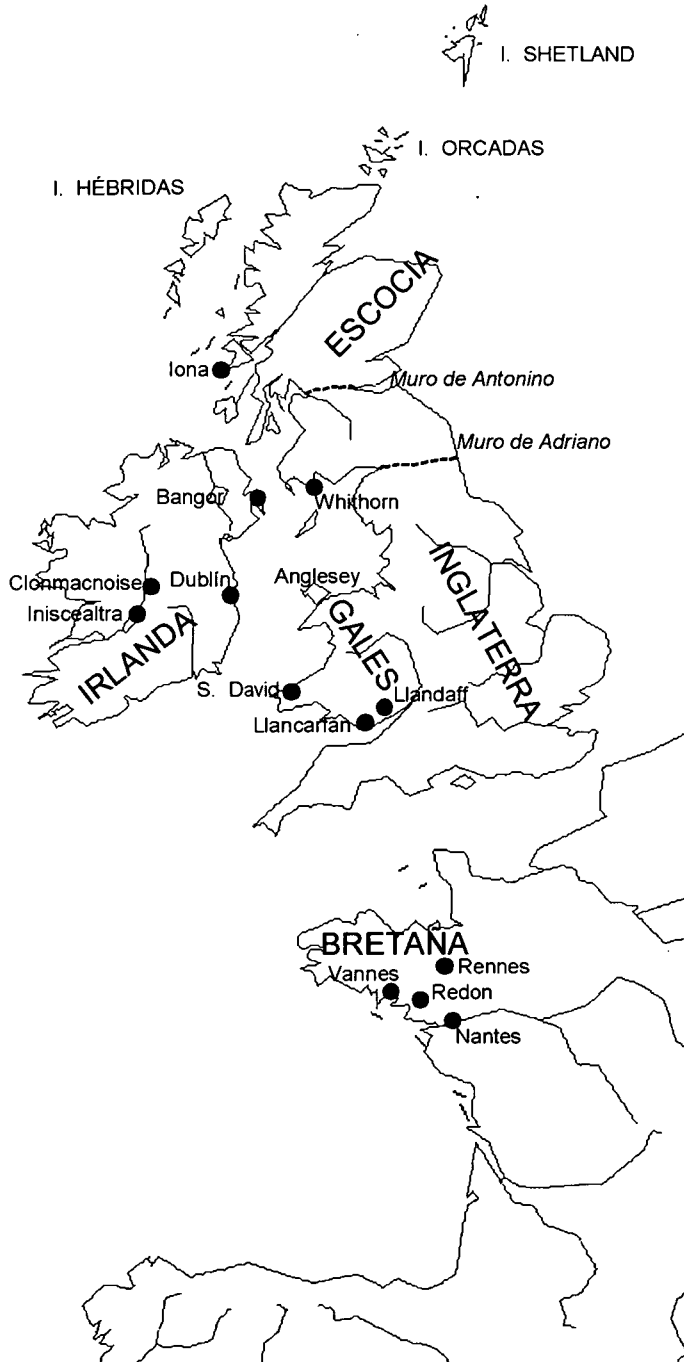 I. SHETLAND
I. ORCADAS
I. HÉBRIDAS
ESCOCIA
Iona
Muro de Antonino
Muro de Adriano
Bangor
Whithorn
Clonmacnoise
Dublín
Anglesey
INGLATERRA
Iniscealtra
IRLANDA
GALES
S. David
Llandaff
Llancarfan
BRETANA
Vannes
Rennes
Redon
Nantes